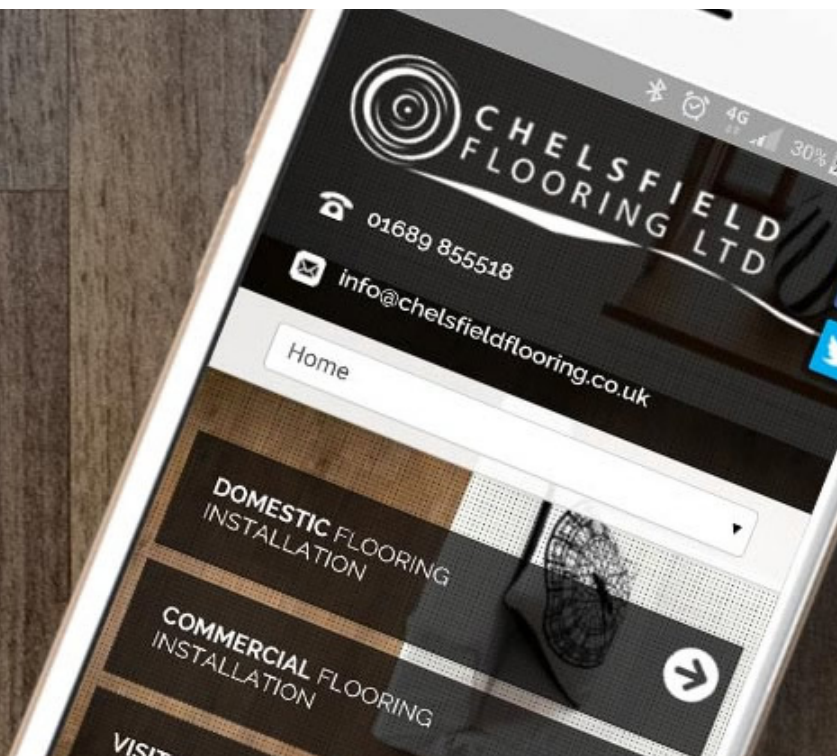 4G
30%
CHELSFIELD
FLOORING LTD
01689 855518
info@chelsfieldflooring.co.uk
Home
DOMESTIC FLOORING
INSTALLATION
COMMERCIAL FLOORING
INSTALLATION